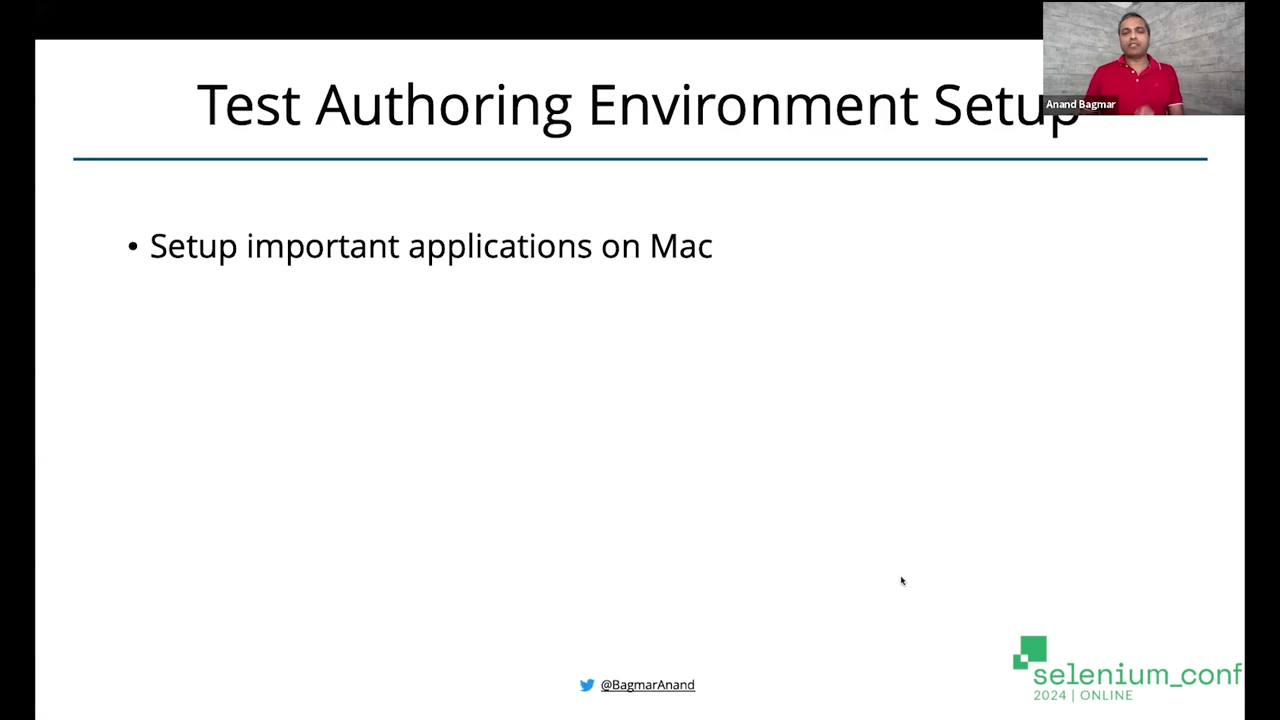 Test Authoring Environment Setup
Anand Bagmar
• Setup important applications on Mac
@BagmarAnand
selenium_conf
2024 | ONLINE